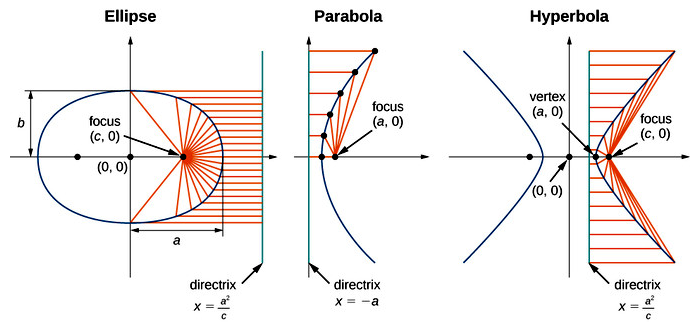 Ellipse
b
focus
(c, 0)
(0, 0)
a
directrix
x = a²/c
Parabola
focus
(a, 0)
directrix
x = −a
Hyperbola
vertex
(a, 0)
focus
(c, 0)
(0, 0)
directrix
x = a²/c